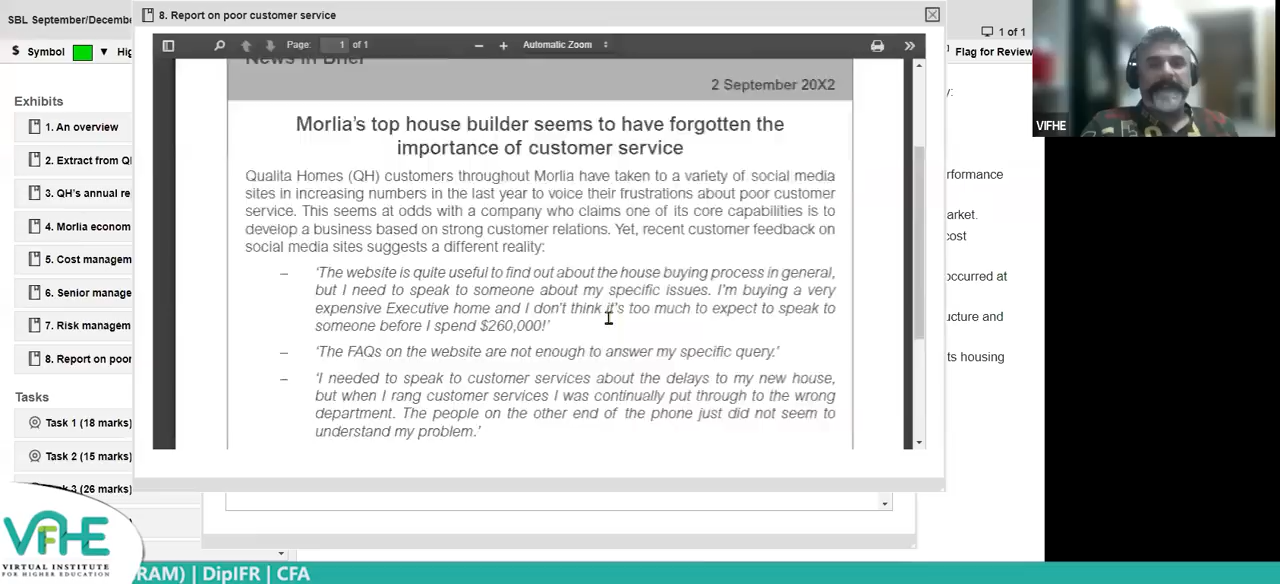 SBL September/Decembe
8. Report on poor customer service
1 of 1
$ Symbol
Hig
Page: 1 of 1
Automatic Zoom
Flag for Review
Exhibits
1. An overview
2. Extract from QI
3. QH's annual re
4. Morlia econom
5. Cost managem
6. Senior manage
7. Risk managem
8. Report on poor
Tasks
Task 1 (18 marks)
Task 2 (15 marks)
k 3 (26 marks)
News in Brief
2 September 20X2
Morlia's top house builder seems to have forgotten the
importance of customer service
Qualita Homes (QH) customers throughout Morlia have taken to a variety of social media
sites in increasing numbers in the last year to voice their frustrations about poor customer
service. This seems at odds with a company who claims one of its core capabilities is to
develop a business based on strong customer relations. Yet, recent customer feedback on
social media sites suggests a different reality:
– 'The website is quite useful to find out about the house buying process in general,
but I need to speak to someone about my specific issues. I'm buying a very
expensive Executive home and I don't think it's too much to expect to speak to
someone before I spend $260,000!'
– 'The FAQs on the website are not enough to answer my specific query.'
– 'I needed to speak to customer services about the delays to my new house,
but when I rang customer services I was continually put through to the wrong
department. The people on the other end of the phone just did not seem to
understand my problem.'
y:
rformance
arket.
cost
occurred at
ucture and
ts housing
VIFHE
VIFHE
VIRTUAL INSTITUTE
FOR HIGHER EDUCATION
RAM) | DipIFR | CFA